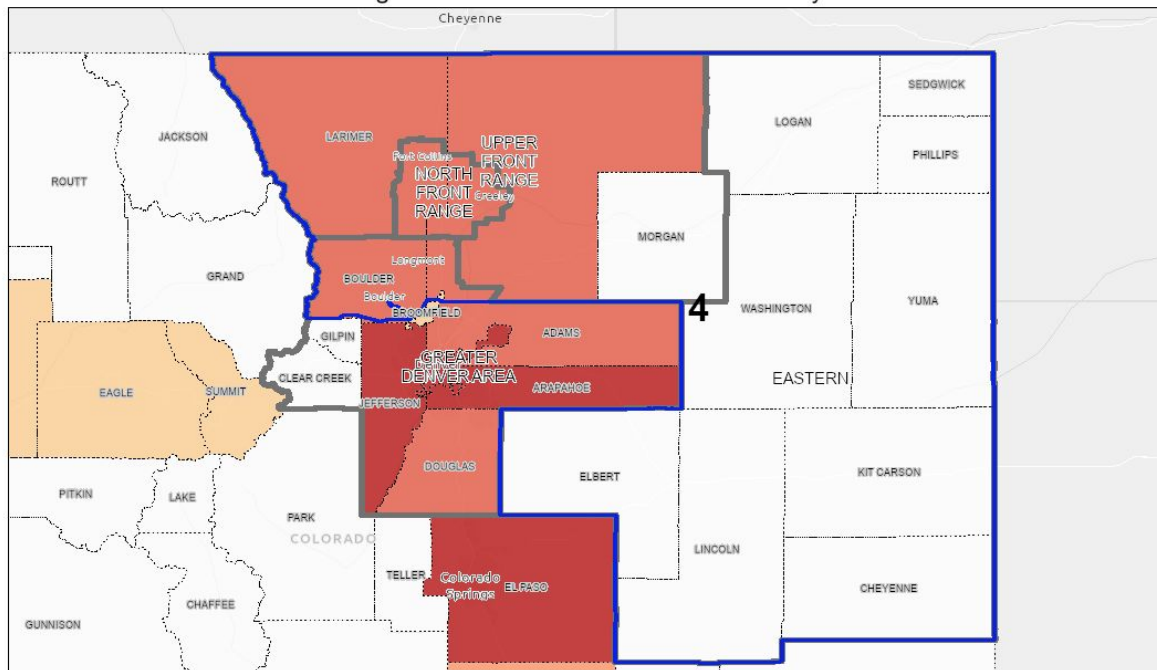 Cheyenne
SEDGWICK
LOGAN
JACKSON
LARIMER
PHILLIPS
UPPER
FRONT
RANGE
Fort Collins
ROUTT
NORTH
FRONT
RANGE
Greeley
MORGAN
GRAND
Longmont
BOULDER
Boulder
4
WASHINGTON
YUMA
BROOMFIELD
GILPIN
ADAMS
GREATER
DENVER AREA
Denver
CLEAR CREEK
EASTERN
EAGLE
SUMMIT
JEFFERSON
ARAPAHOE
DOUGLAS
ELBERT
KIT CARSON
PITKIN
LAKE
PARK
COLORADO
LINCOLN
TELLER
Colorado
Springs
EL PASO
CHEYENNE
CHAFFEE
GUNNISON